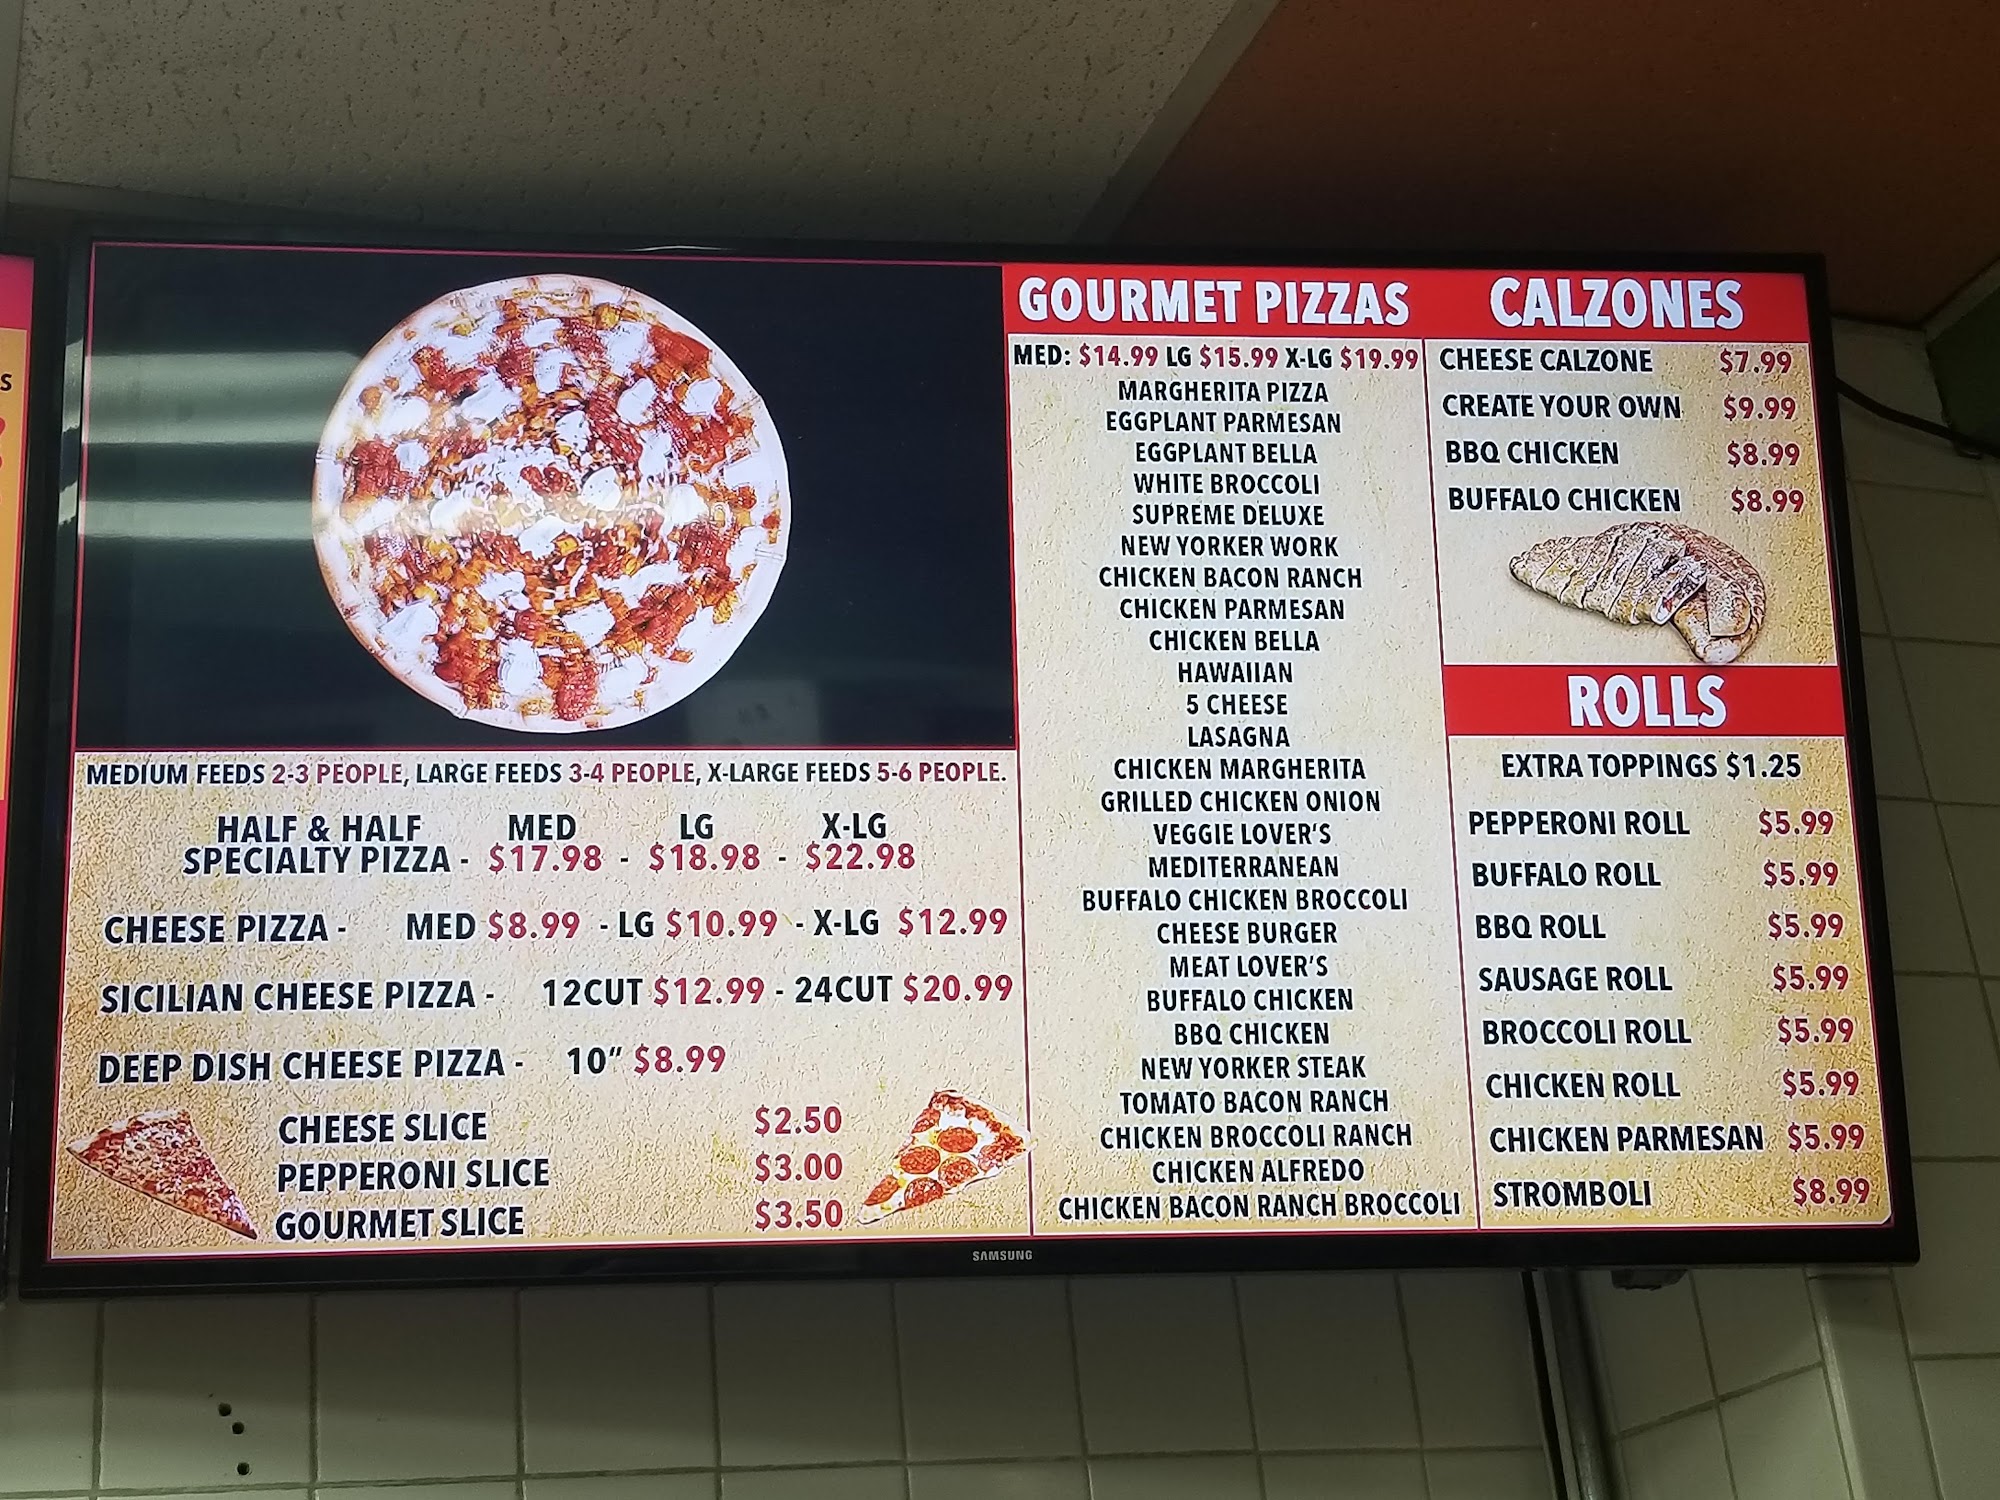 S
MEDIUM FEEDS 2-3 PEOPLE, LARGE FEEDS 3-4 PEOPLE, X-LARGE FEEDS 5-6 PEOPLE.
HALF & HALF MED LG X-LG
SPECIALTY PIZZA - $17.98 - $18.98 - $22.98
CHEESE PIZZA - MED $8.99 - LG $10.99 - X-LG $12.99
SICILIAN CHEESE PIZZA - 12CUT $12.99 - 24CUT $20.99
DEEP DISH CHEESE PIZZA - 10" $8.99
CHEESE SLICE $2.50
PEPPERONI SLICE $3.00
GOURMET SLICE $3.50
GOURMET PIZZAS
MED: $14.99 LG $15.99 X-LG $19.99
MARGHERITA PIZZA
EGGPLANT PARMESAN
EGGPLANT BELLA
WHITE BROCCOLI
SUPREME DELUXE
NEW YORKER WORK
CHICKEN BACON RANCH
CHICKEN PARMESAN
CHICKEN BELLA
HAWAIIAN
5 CHEESE
LASAGNA
CHICKEN MARGHERITA
GRILLED CHICKEN ONION
VEGGIE LOVER'S
MEDITERRANEAN
BUFFALO CHICKEN BROCCOLI
CHEESE BURGER
MEAT LOVER'S
BUFFALO CHICKEN
BBQ CHICKEN
NEW YORKER STEAK
TOMATO BACON RANCH
CHICKEN BROCCOLI RANCH
CHICKEN ALFREDO
CHICKEN BACON RANCH BROCCOLI
CALZONES
CHEESE CALZONE $7.99
CREATE YOUR OWN $9.99
BBQ CHICKEN $8.99
BUFFALO CHICKEN $8.99
ROLLS
EXTRA TOPPINGS $1.25
PEPPERONI ROLL $5.99
BUFFALO ROLL $5.99
BBQ ROLL $5.99
SAUSAGE ROLL $5.99
BROCCOLI ROLL $5.99
CHICKEN ROLL $5.99
CHICKEN PARMESAN $5.99
STROMBOLI $8.99
SAMSUNG